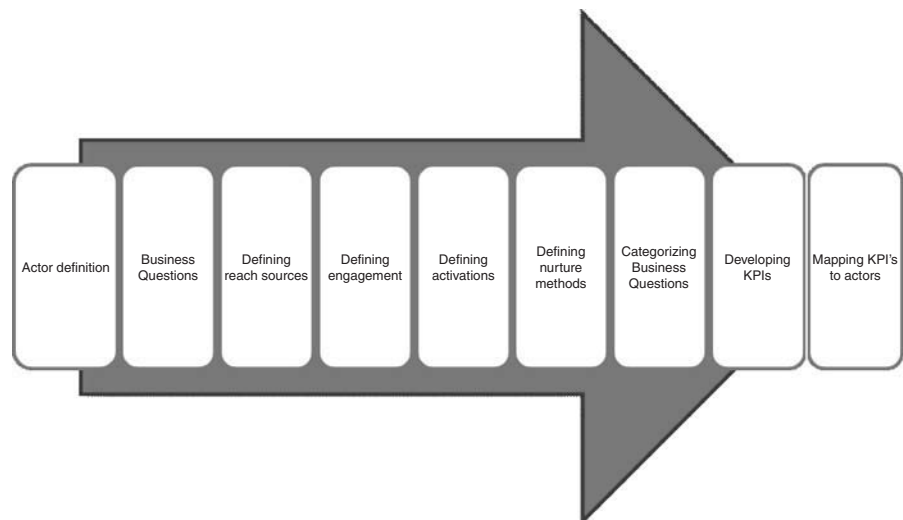 Actor definition
Business
Questions
Defining
reach sources
Defining
engagement
Defining
activations
Defining
nurture
methods
Categorizing
Business
Questions
Developing
KPIs
Mapping KPI's
to actors